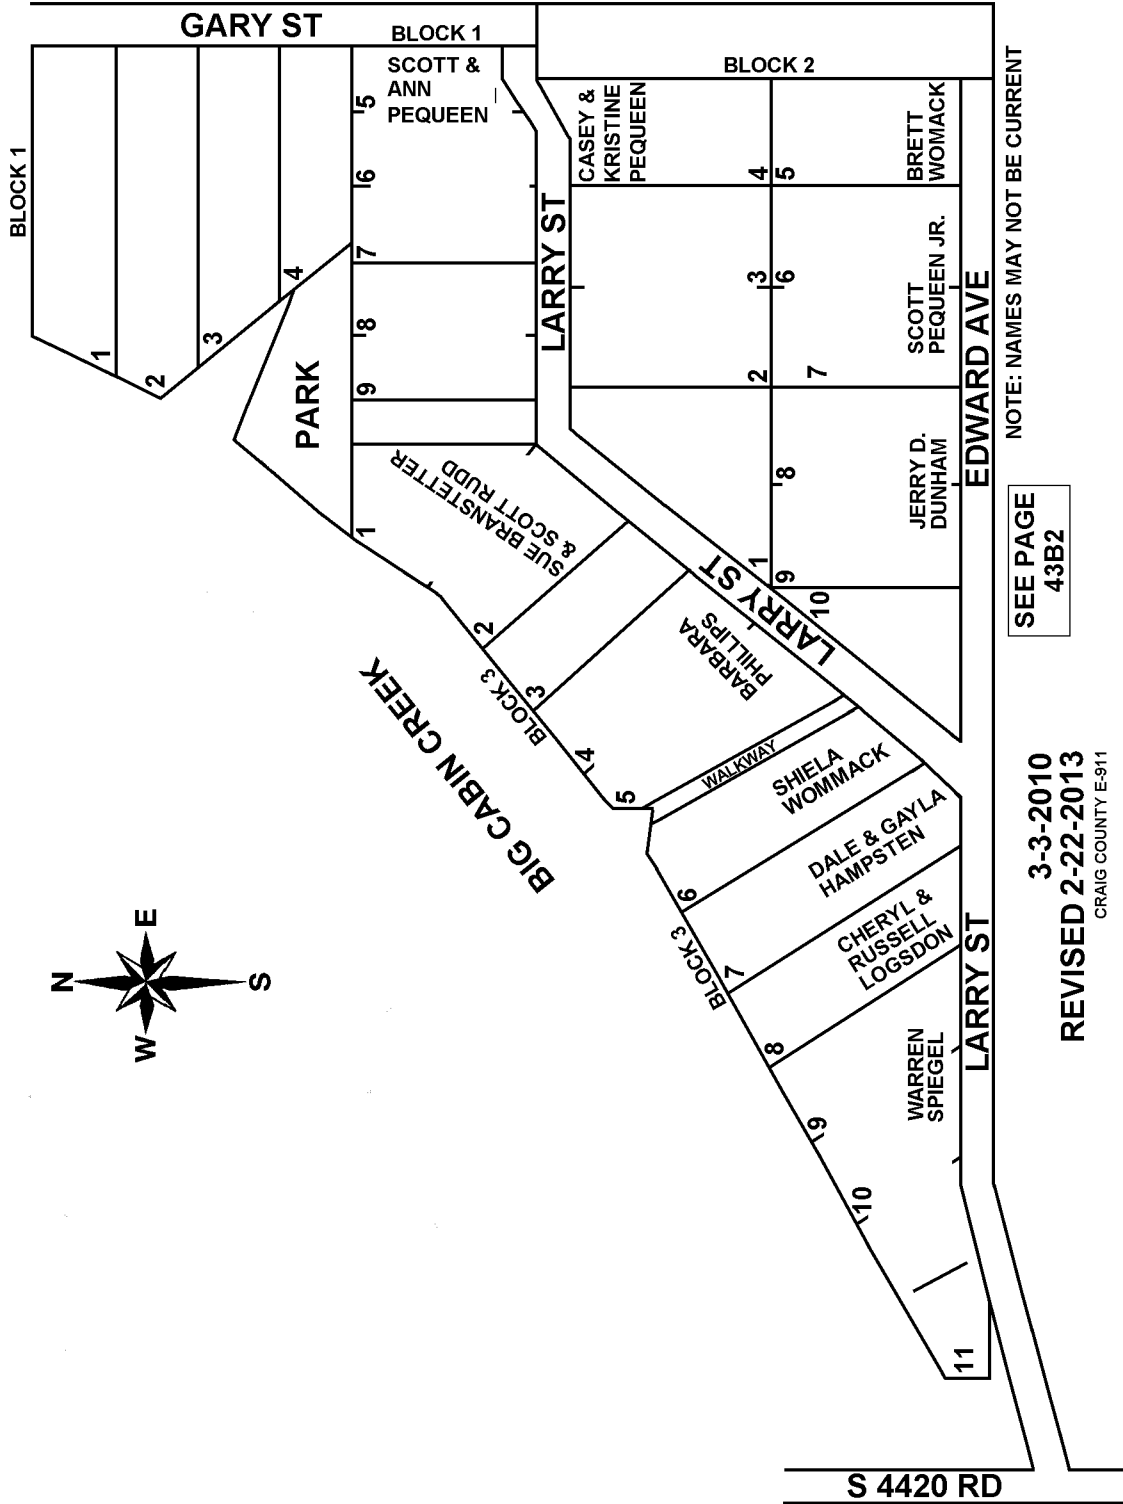 GARY ST
BLOCK 1
BLOCK 1
SCOTT &
ANN
PEQUEEN
BLOCK 2
CASEY &
KRISTINE
PEQUEEN
BRETT
WOMACK
1
2
3
4
5
6
7
8
9
PARK
LARRY ST
4
5
3
6
2
7
8
1
9
10
SCOTT
PEQUEEN JR.
JERRY D.
DUNHAM
EDWARD AVE
NOTE: NAMES MAY NOT BE CURRENT
SEE PAGE
43B2
SUE BRANSTETTER
& SCOTT RUDD
LARRY ST
BARBARA
PHILLIPS
WALKWAY
SHIELA
WOMMACK
DALE & GAYLA
HAMPSTEN
CHERYL &
RUSSELL
LOGSDON
WARREN
SPIEGEL
1
2
BLOCK 3
3
4
5
6
BLOCK 3
7
8
9
10
11
BIG CABIN CREEK
N
E
S
W
LARRY ST
3-3-2010
REVISED 2-22-2013
CRAIG COUNTY E-911
S 4420 RD